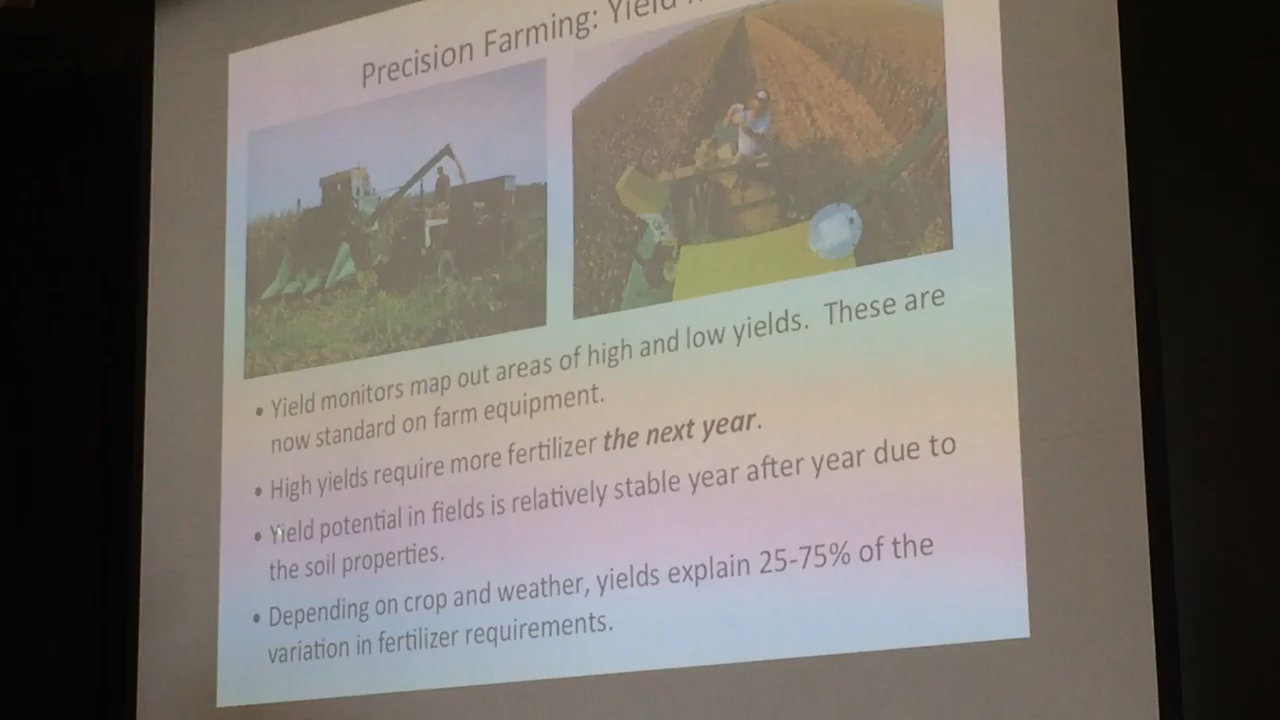 Precision Farming: Yield
• Yield monitors map out areas of high and low yields. These are
now standard on farm equipment.
• High yields require more fertilizer the next year.
• Yield potential in fields is relatively stable year after year due to
the soil properties.
• Depending on crop and weather, yields explain 25-75% of the
variation in fertilizer requirements.